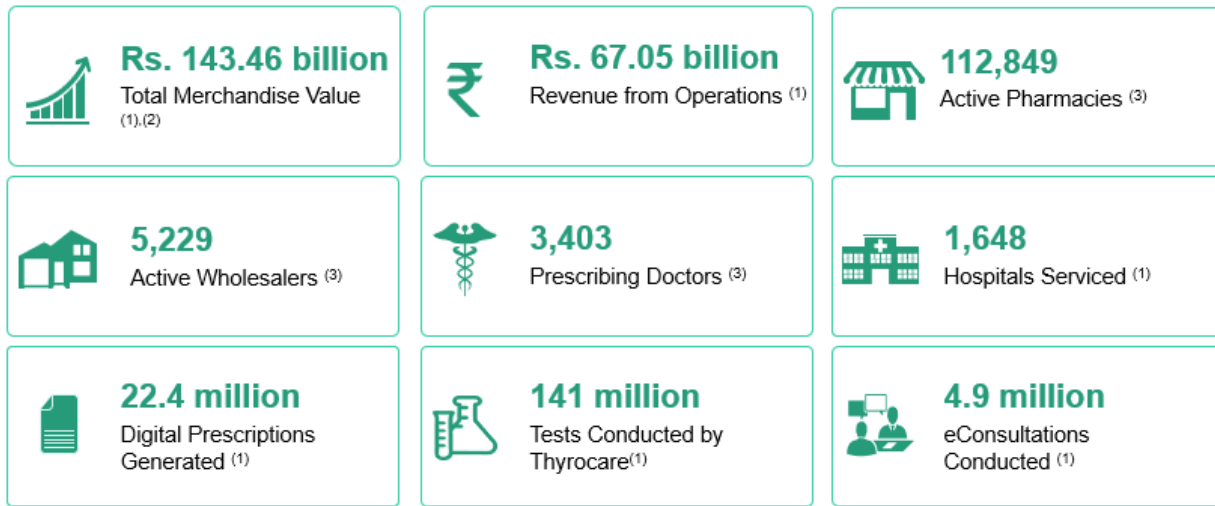 Rs. 143.46 billion
Total Merchandise Value
(1),(2)
Rs. 67.05 billion
Revenue from Operations (1)
112,849
Active Pharmacies (3)
5,229
Active Wholesalers (3)
3,403
Prescribing Doctors (3)
1,648
Hospitals Serviced (1)
22.4 million
Digital Prescriptions
Generated (1)
141 million
Tests Conducted by
Thyrocare(1)
4.9 million
eConsultations
Conducted (1)